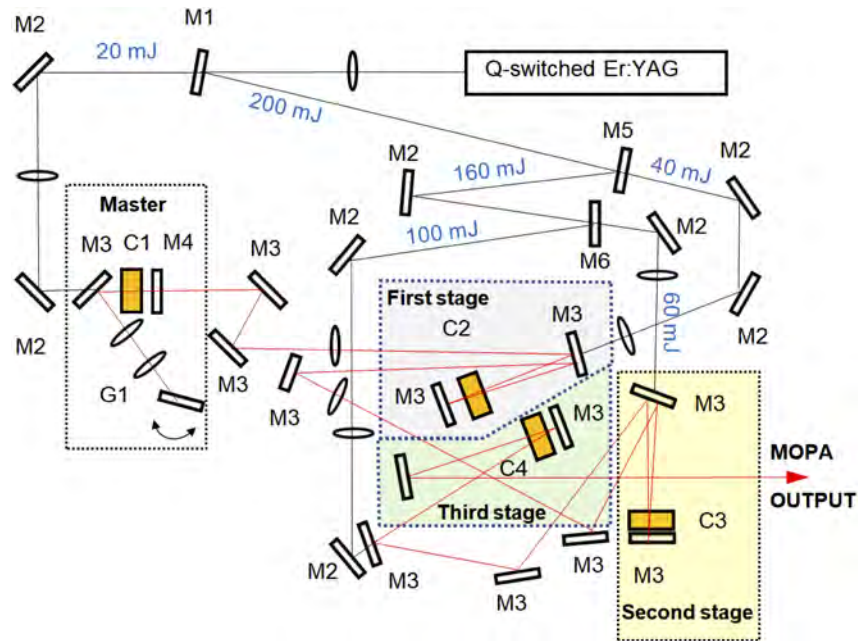 M2
M1
20 mJ
Q-switched Er:YAG
200 mJ
M5
M2
160 mJ
40 mJ
M2
Master
M2
M2
100 mJ
M6
M3
C1
M4
M3
First stage
M3
60 mJ
C2
M2
M2
G1
M3
M3
M3
M3
M3
C4
MOPA
OUTPUT
Third stage
C3
M2
M3
M3
M3
M3
Second stage